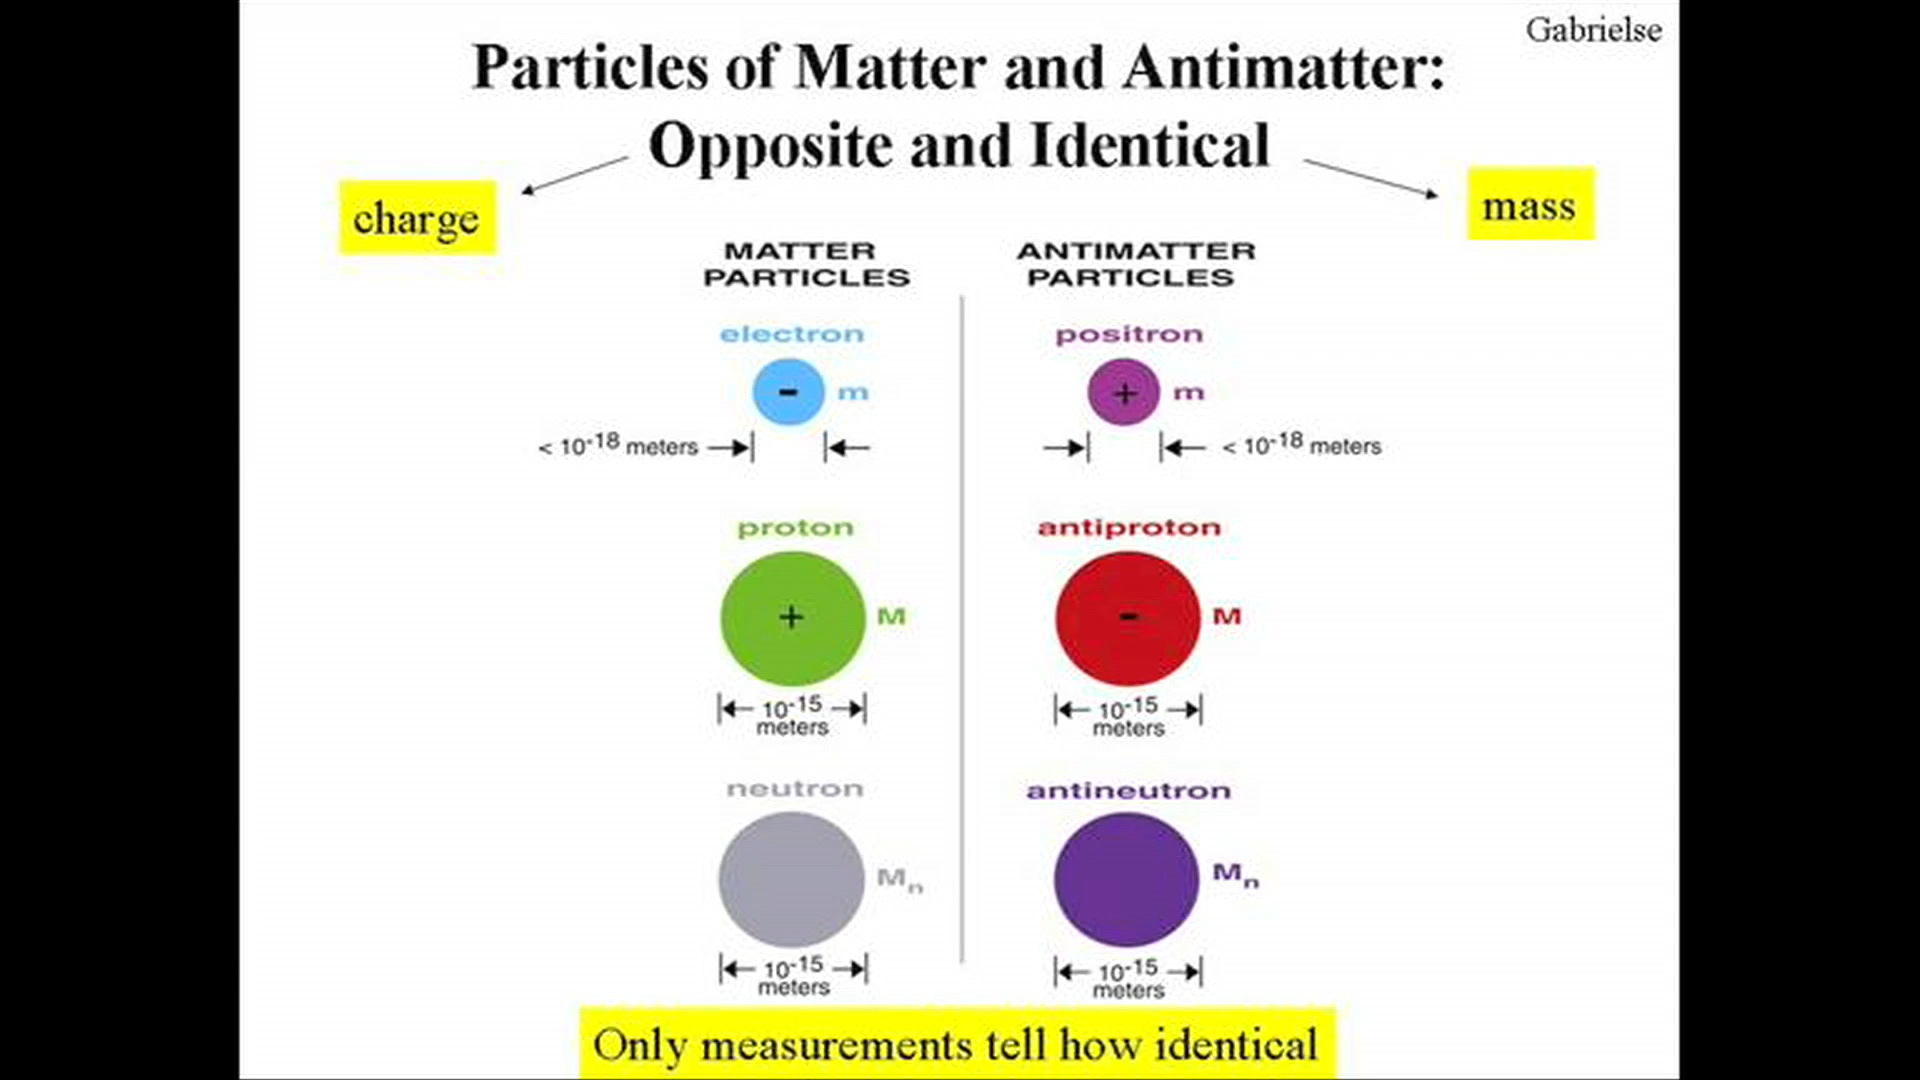 Gabrielse
Particles of Matter and Antimatter:
Opposite and Identical
charge
mass
MATTER
PARTICLES
ANTIMATTER
PARTICLES
electron
positron
- m
+ m
< 10⁻¹⁸ meters
< 10⁻¹⁸ meters
proton
antiproton
+ M
- M
10⁻¹⁵
meters
10⁻¹⁵
meters
neutron
antineutron
Mₙ
Mₙ
10⁻¹⁵
meters
10⁻¹⁵
meters
Only measurements tell how identical